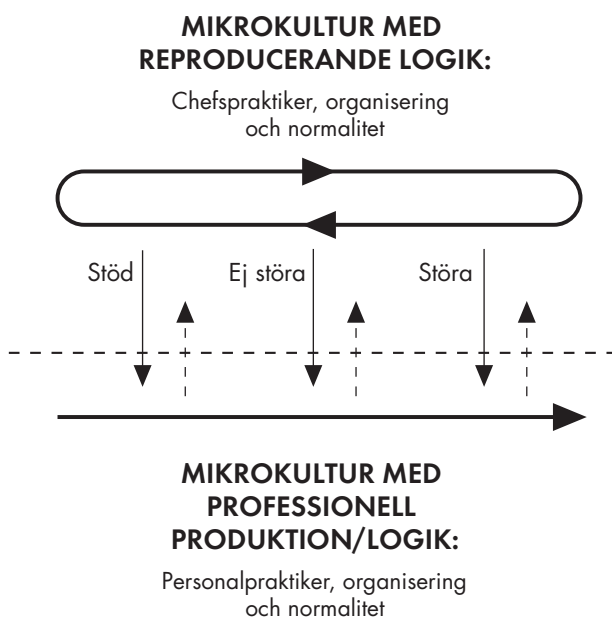 MIKROKULTUR MED
REPRODUCERANDE LOGIK:
Chefspraktiker, organisering
och normalitet
Stöd
Ej störa
Störa
MIKROKULTUR MED
PROFESSIONELL
PRODUKTION/LOGIK:
Personalpraktiker, organisering
och normalitet